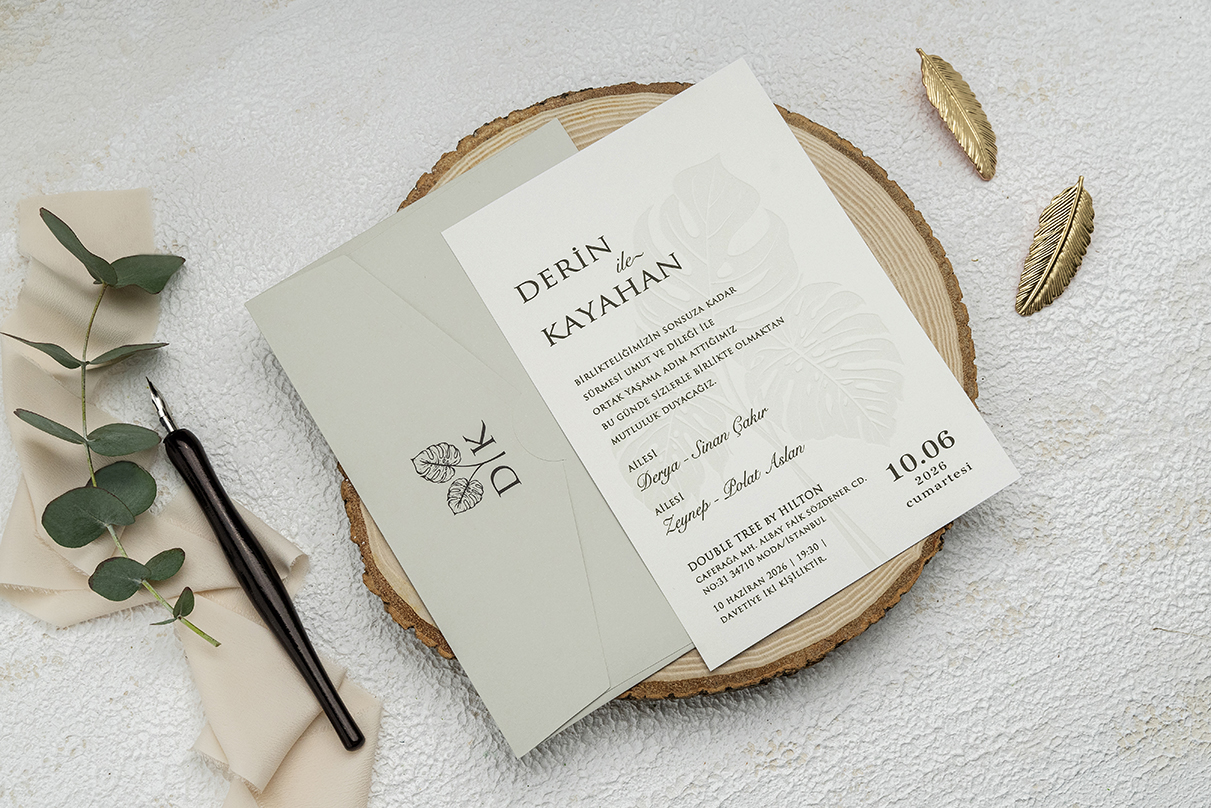 D|K
DERİN
ile~
KAYAHAN
BİRLİKTELİĞİMİZİN SONSUZA KADAR
SÜRMESİ UMUT VE DİLEĞİ İLE
ORTAK YAŞAMA ADIM ATTIĞIMIZ
BU GÜNDE SİZLERLE BİRLİKTE OLMAKTAN
MUTLULUK DUYACAĞIZ.
AİLESİ
Derya - Sinan Çakır
AİLESİ
Zeynep - Polat Aslan
DOUBLE TREE BY HILTON
CAFERAĞA MH. ALBAY FAİK SÖZDENER CD.
NO:31 34710 MODA/İSTANBUL
10 HAZİRAN 2026 | 19:30 |
DAVETİYE İKİ KİŞİLİKTİR.
10.06
2026
cumartesi